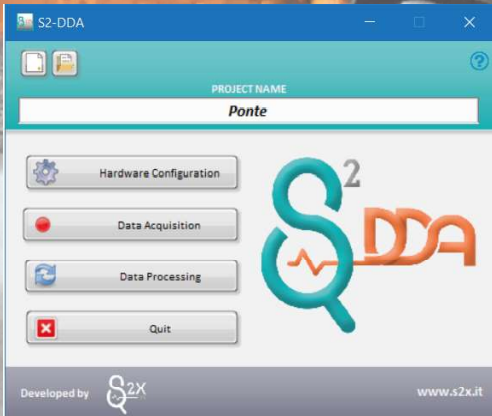 S2-DDA
PROJECT NAME
Ponte
Hardware Configuration
S2 DDA
Data Acquisition
Data Processing
Quit
Developed by S2X
www.s2x.it